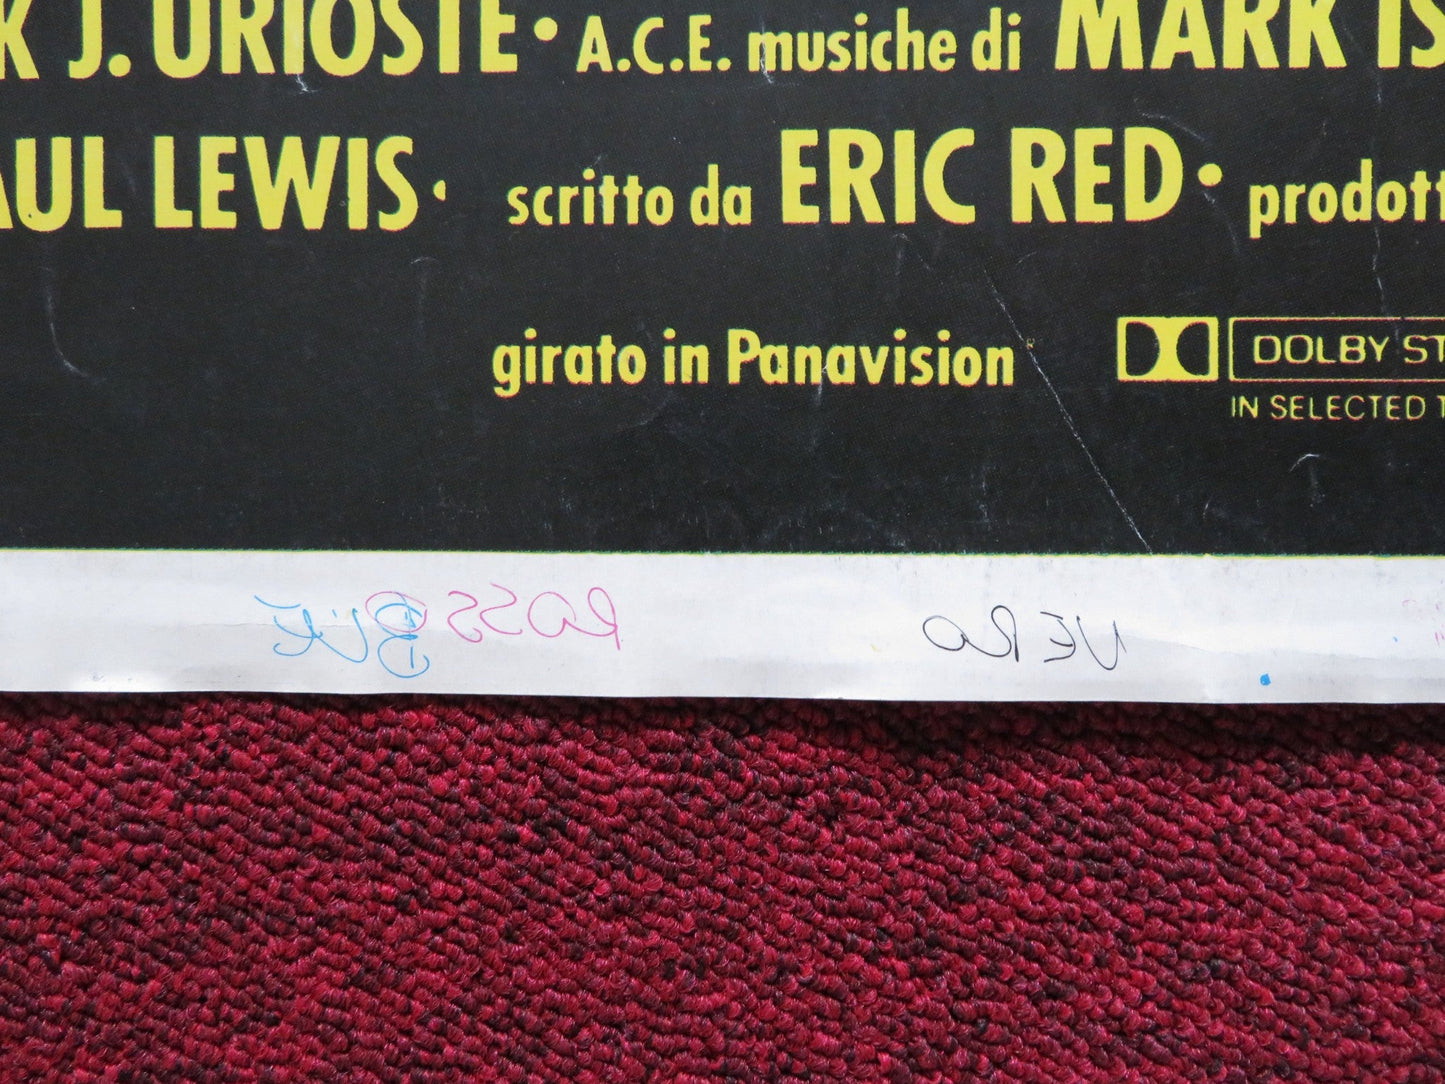 K J. URIOSTE • A.C.E. musiche di MARK IS
AUL LEWIS • scritto da ERIC RED • prodott
girato in Panavision
DOLBY ST
IN SELECTED T
BLÈ ROSSO VERO